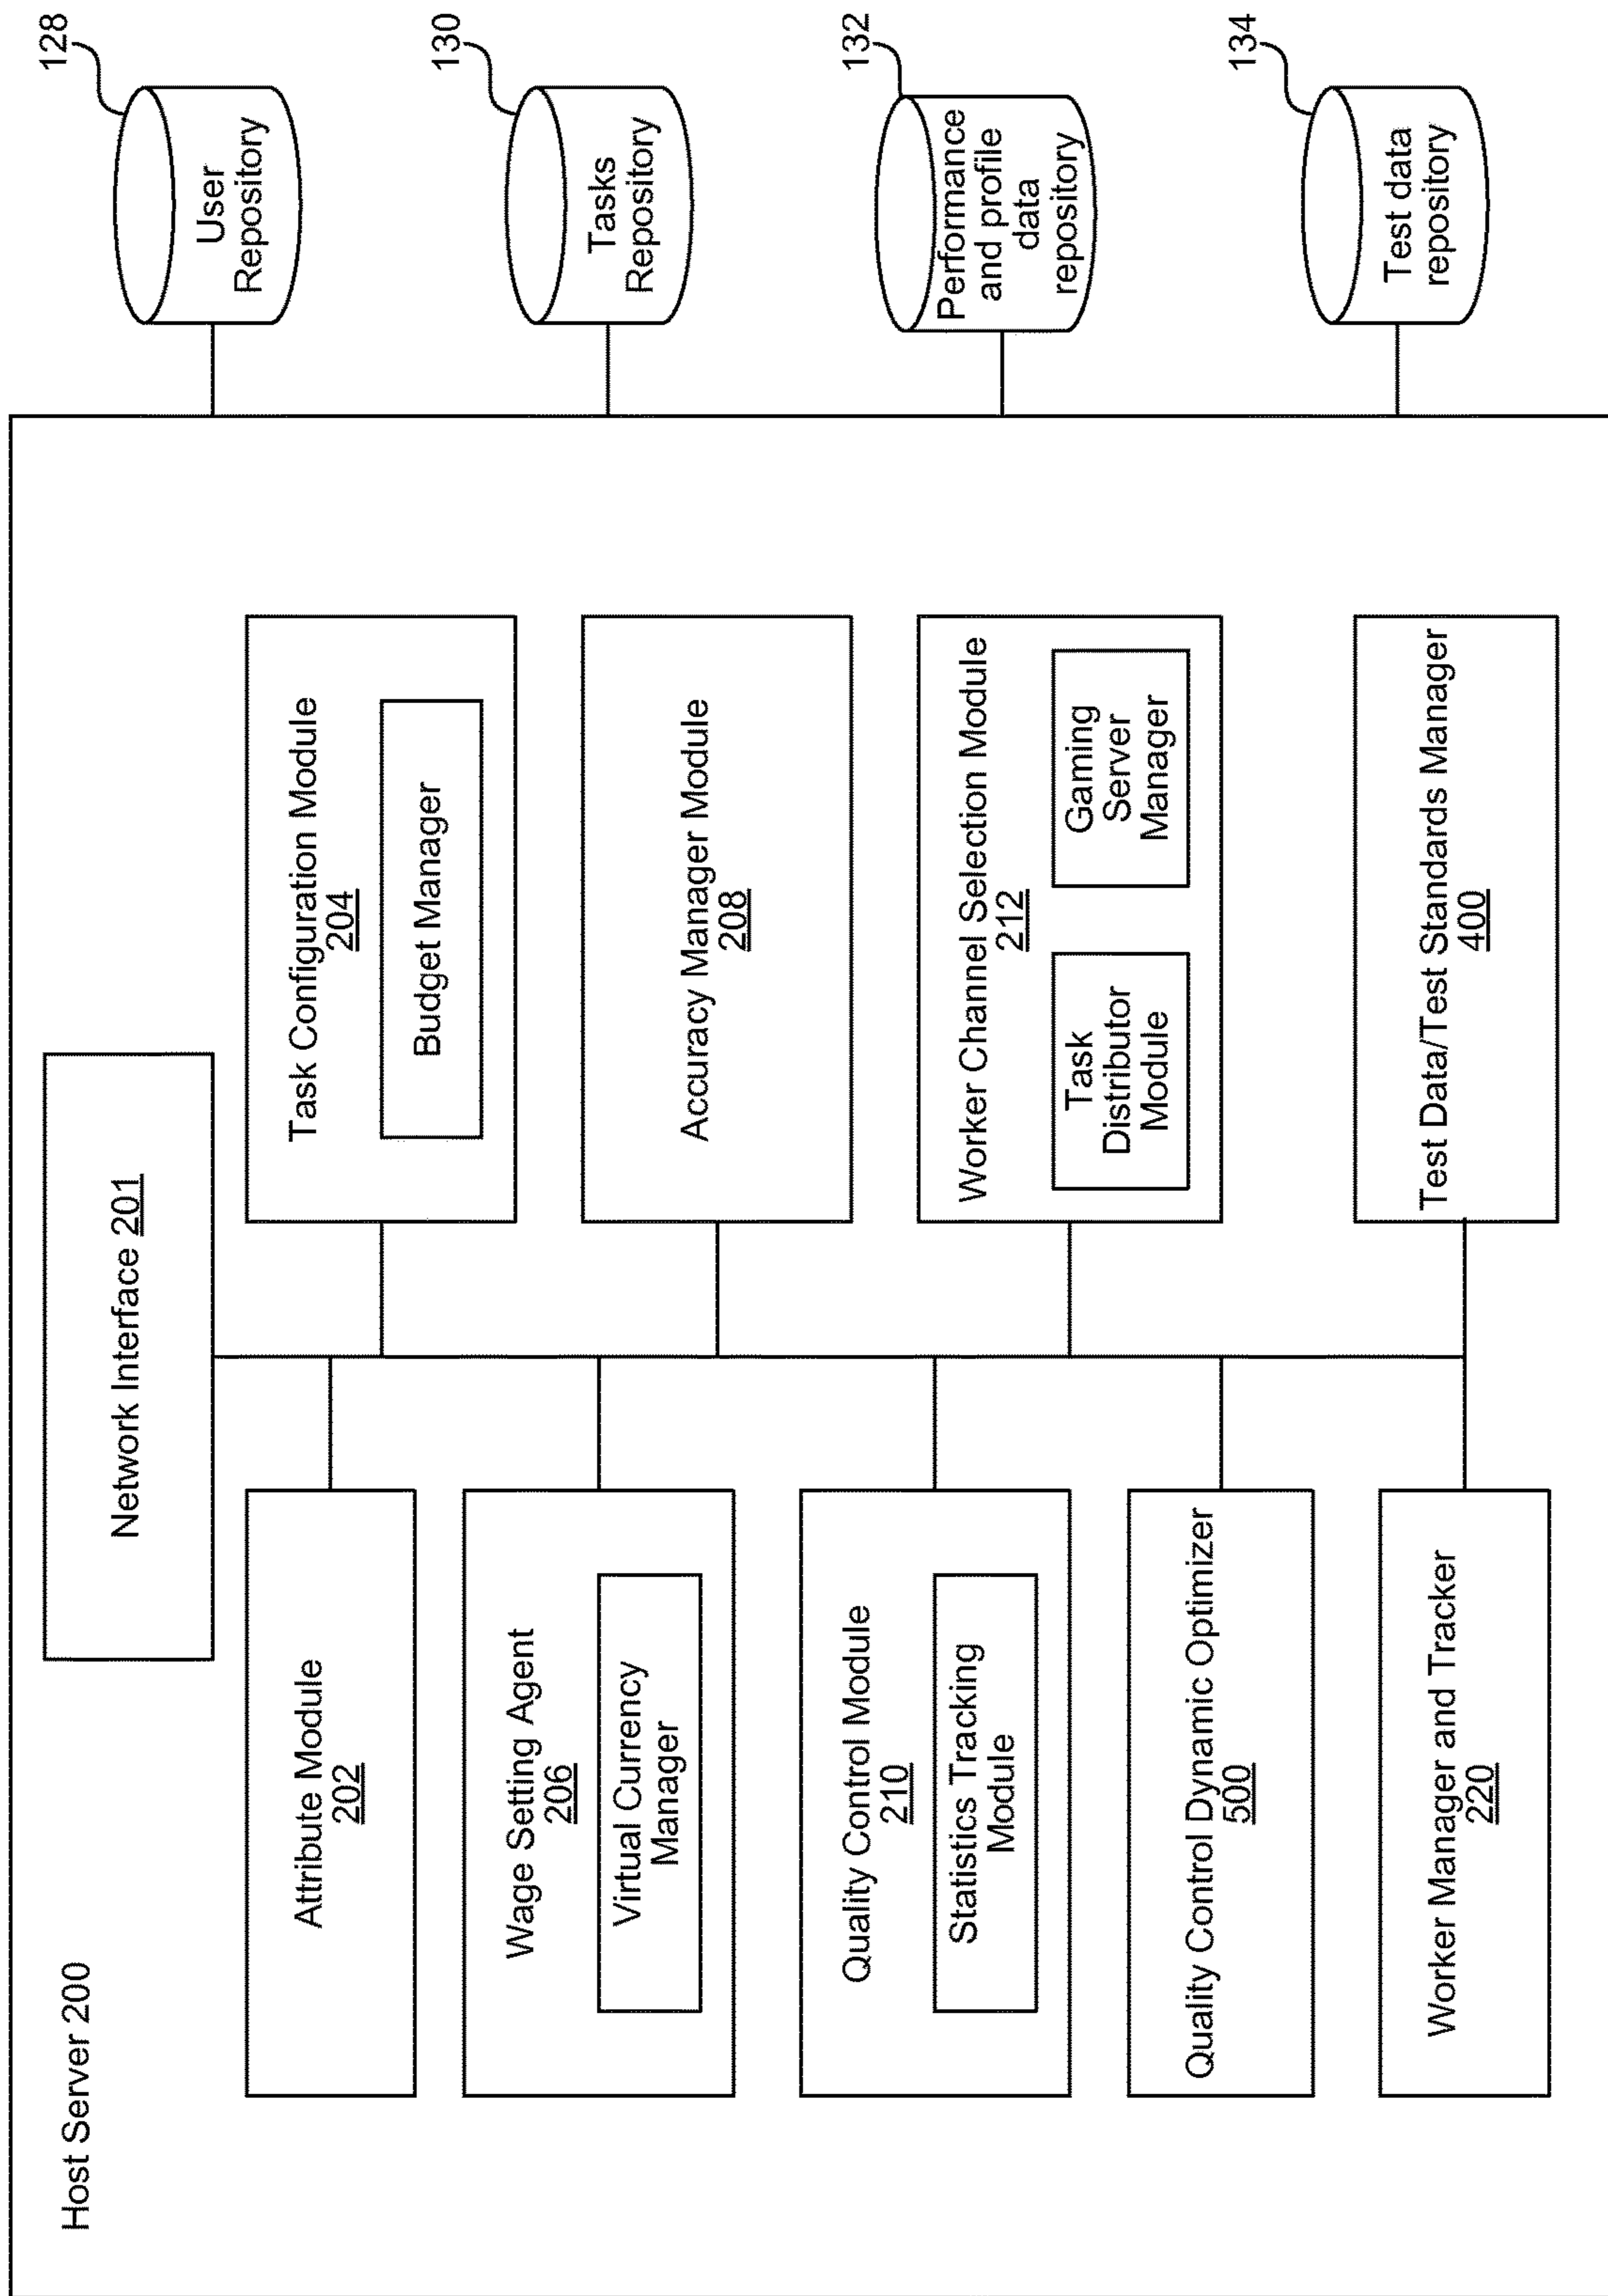 Host Server 200
Network Interface 201
Attribute Module
202
Task Configuration Module
204
Budget Manager
Wage Setting Agent
206
Virtual Currency
Manager
Accuracy Manager Module
208
Quality Control Module
210
Statistics Tracking
Module
Worker Channel Selection Module
212
Task
Distributor
Module
Gaming
Server
Manager
Quality Control Dynamic Optimizer
500
Worker Manager and Tracker
220
Test Data/Test Standards Manager
400
User
Repository
128
Tasks
Repository
130
Performance
and profile
data
repository
132
Test data
repository
134